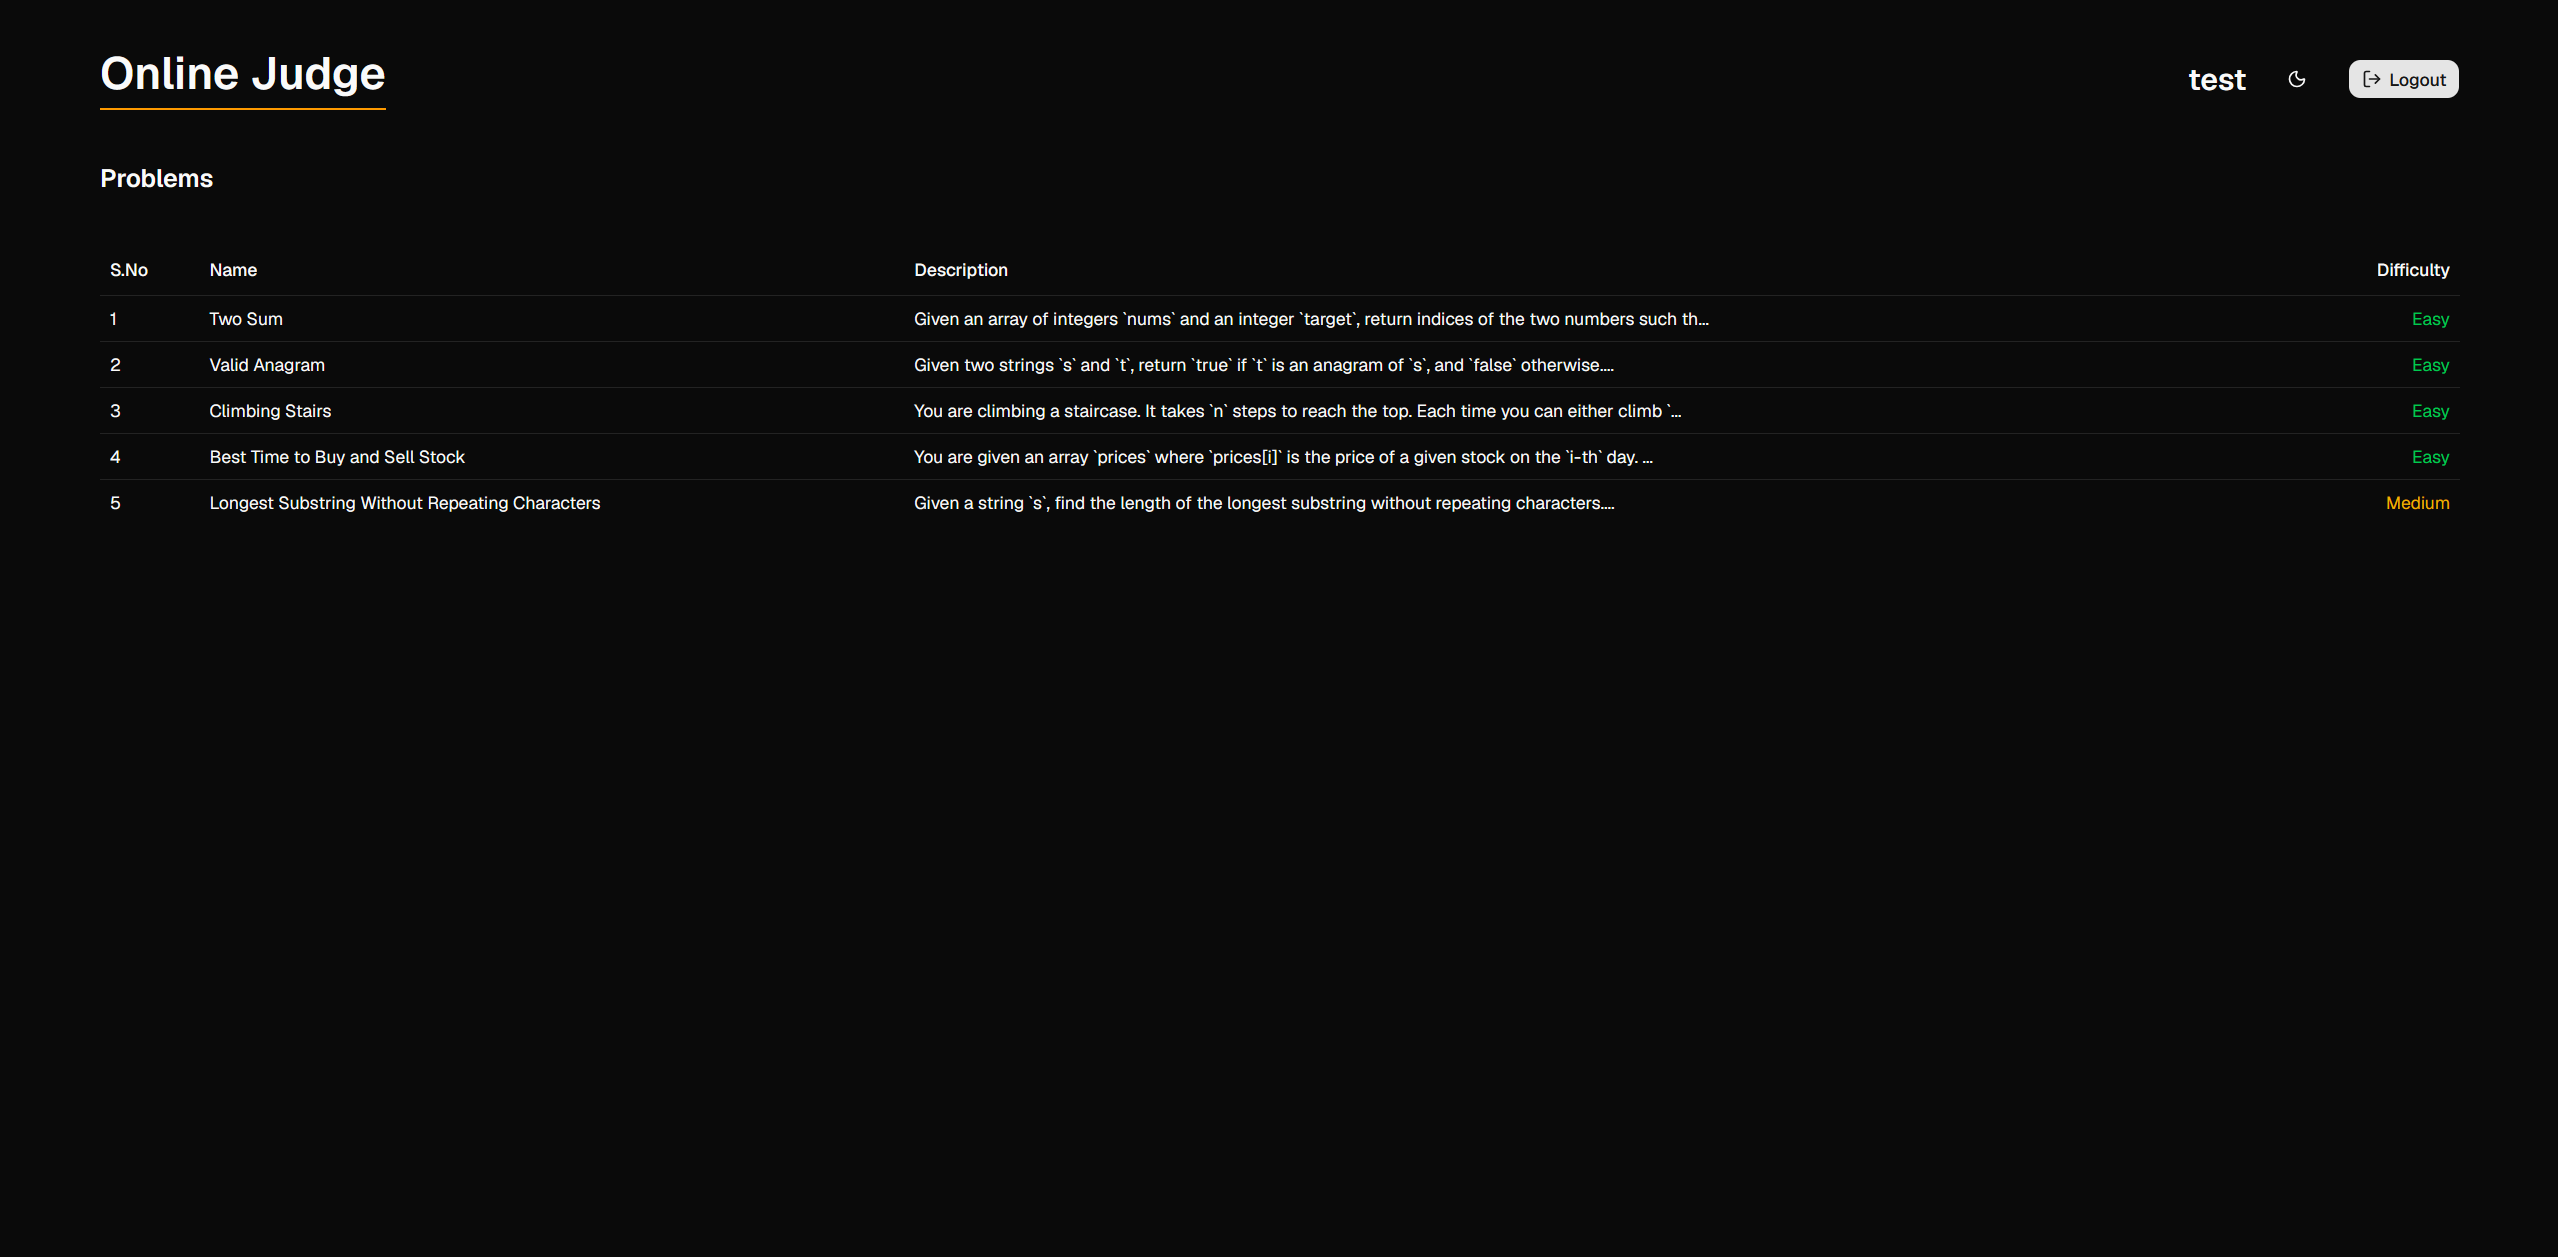 Online Judge
test
Logout
Problems
S.No Name Description Difficulty
1 Two Sum Given an array of integers `nums` and an integer `target`, return indices of the two numbers such th... Easy
2 Valid Anagram Given two strings `s` and `t`, return `true` if `t` is an anagram of `s`, and `false` otherwise.... Easy
3 Climbing Stairs You are climbing a staircase. It takes `n` steps to reach the top. Each time you can either climb `... Easy
4 Best Time to Buy and Sell Stock You are given an array `prices` where `prices[i]` is the price of a given stock on the `i-th` day. ... Easy
5 Longest Substring Without Repeating Characters Given a string `s`, find the length of the longest substring without repeating characters.... Medium